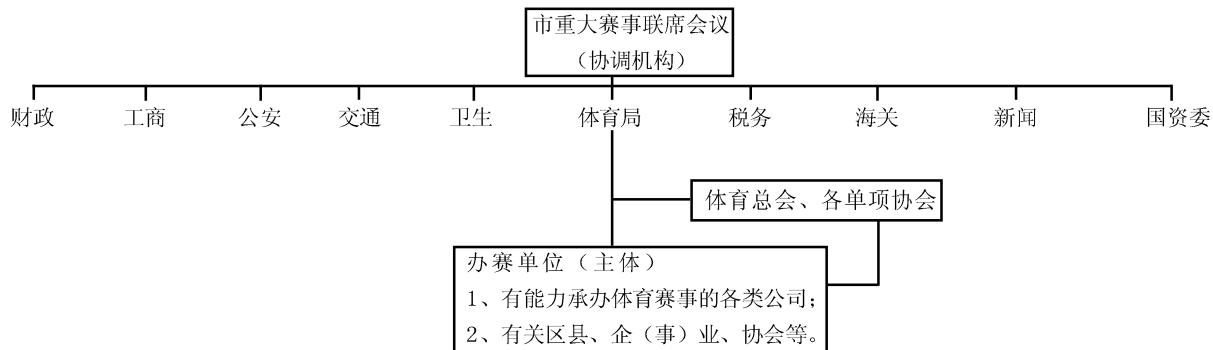 市重大赛事联席会议
（协调机构）
财政 工商 公安 交通 卫生 体育局 税务 海关 新闻 国资委
体育总会、各单项协会
办赛单位（主体）
1、有能力承办体育赛事的各类公司；
2、有关区县、企（事）业、协会等。